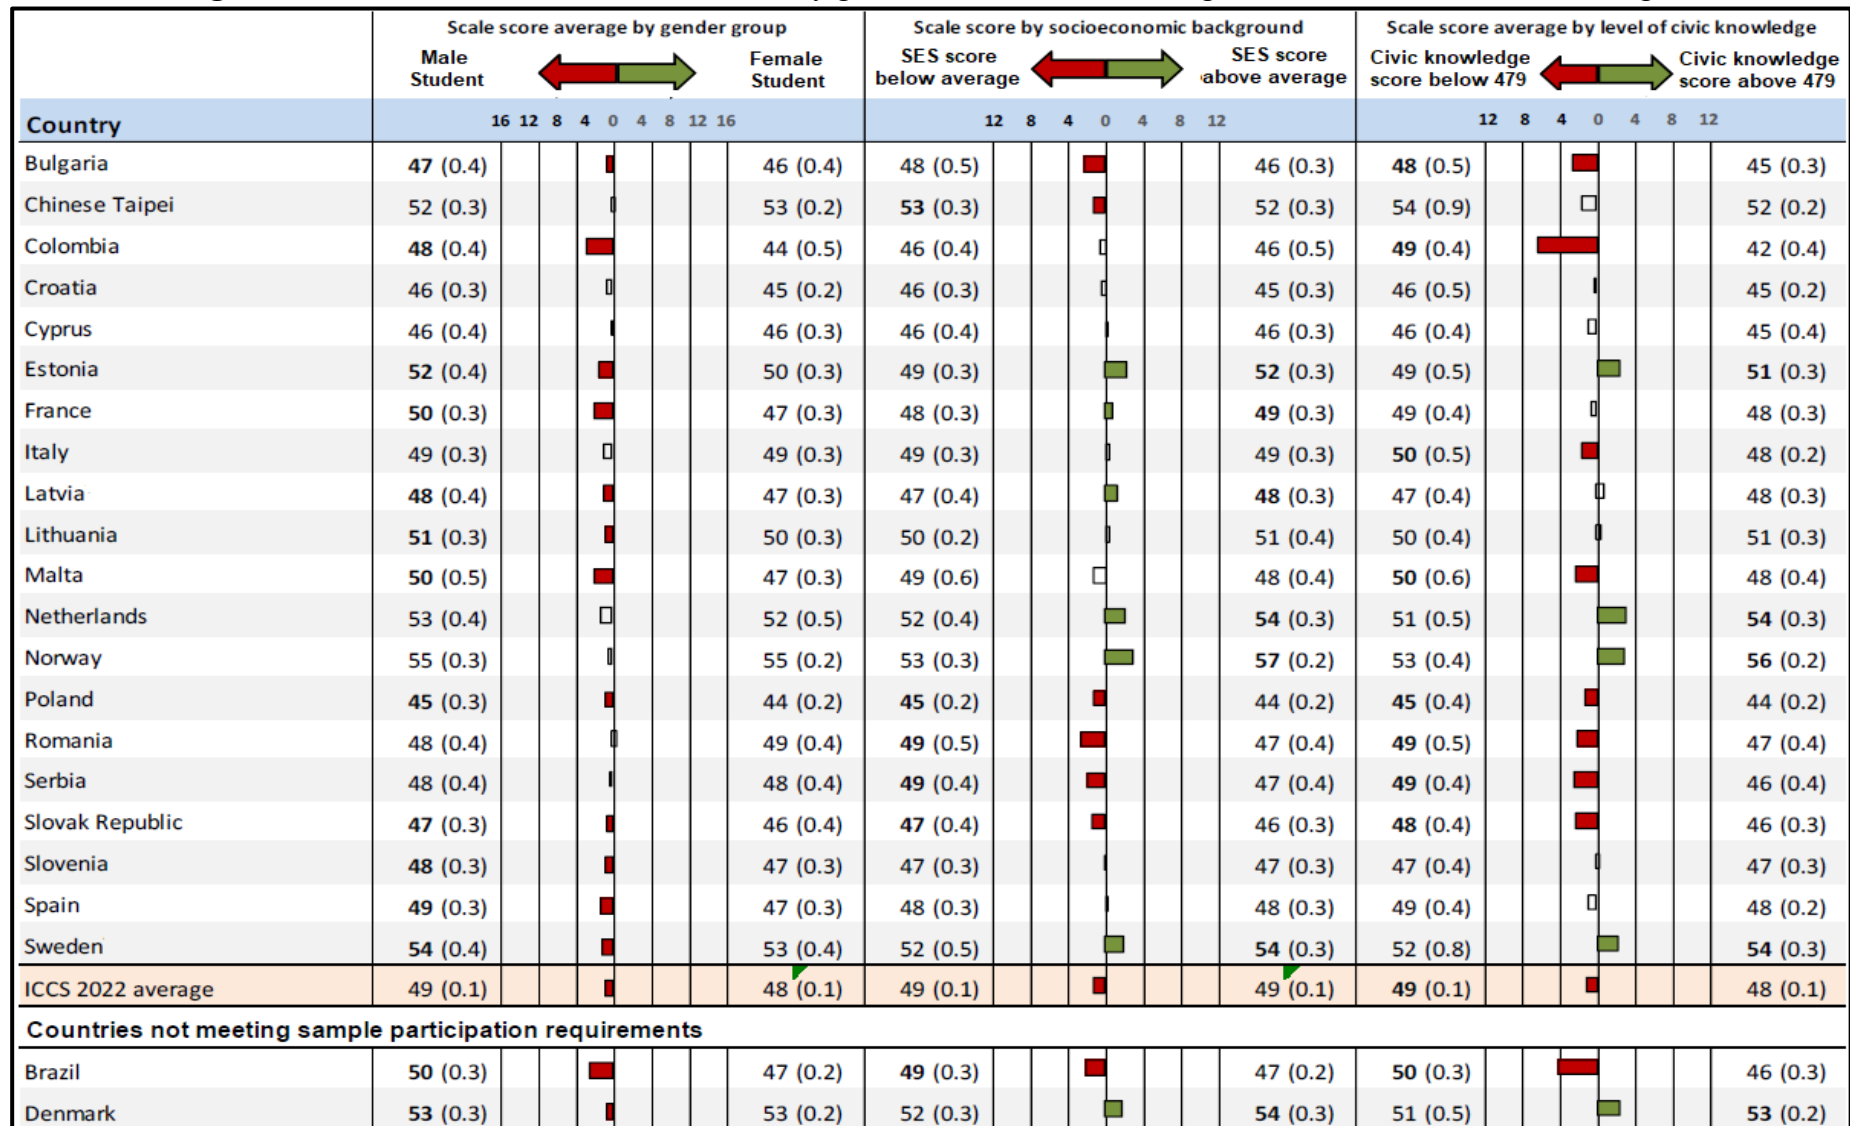 Scale score average by gender group Scale score by socioeconomic background Scale score average by level of civic knowledge
Male Student Female Student SES score below average SES score above average Civic knowledge score below 479 Civic knowledge score above 479
Country 16 12 8 4 0 4 8 12 16 12 8 4 0 4 8 12 12 8 4 0 4 8 12
Bulgaria 47 (0.4) 46 (0.4) 48 (0.5) 46 (0.3) 48 (0.5) 45 (0.3)
Chinese Taipei 52 (0.3) 53 (0.2) 53 (0.3) 52 (0.3) 54 (0.9) 52 (0.2)
Colombia 48 (0.4) 44 (0.5) 46 (0.4) 46 (0.5) 49 (0.4) 42 (0.4)
Croatia 46 (0.3) 45 (0.2) 46 (0.3) 45 (0.3) 46 (0.5) 45 (0.2)
Cyprus 46 (0.4) 46 (0.3) 46 (0.4) 46 (0.3) 46 (0.4) 45 (0.4)
Estonia 52 (0.4) 50 (0.3) 49 (0.3) 52 (0.3) 49 (0.5) 51 (0.3)
France 50 (0.3) 47 (0.3) 48 (0.3) 49 (0.3) 49 (0.4) 48 (0.3)
Italy 49 (0.3) 49 (0.3) 49 (0.3) 49 (0.3) 50 (0.5) 48 (0.2)
Latvia 48 (0.4) 47 (0.3) 47 (0.4) 48 (0.3) 47 (0.4) 48 (0.3)
Lithuania 51 (0.3) 50 (0.3) 50 (0.2) 51 (0.4) 50 (0.4) 51 (0.3)
Malta 50 (0.5) 47 (0.3) 49 (0.6) 48 (0.4) 50 (0.6) 48 (0.4)
Netherlands 53 (0.4) 52 (0.5) 52 (0.4) 54 (0.3) 51 (0.5) 54 (0.3)
Norway 55 (0.3) 55 (0.2) 53 (0.3) 57 (0.2) 53 (0.4) 56 (0.2)
Poland 45 (0.3) 44 (0.2) 45 (0.2) 44 (0.2) 45 (0.4) 44 (0.2)
Romania 48 (0.4) 49 (0.4) 49 (0.5) 47 (0.4) 49 (0.5) 47 (0.4)
Serbia 48 (0.4) 48 (0.4) 49 (0.4) 47 (0.4) 49 (0.4) 46 (0.4)
Slovak Republic 47 (0.3) 46 (0.4) 47 (0.4) 46 (0.3) 48 (0.4) 46 (0.3)
Slovenia 48 (0.3) 47 (0.3) 47 (0.3) 47 (0.3) 47 (0.4) 47 (0.3)
Spain 49 (0.3) 47 (0.3) 48 (0.3) 48 (0.3) 49 (0.4) 48 (0.2)
Sweden 54 (0.4) 53 (0.4) 52 (0.5) 54 (0.3) 52 (0.8) 54 (0.3)
ICCS 2022 average 49 (0.1) 48 (0.1) 49 (0.1) 49 (0.1) 49 (0.1) 48 (0.1)
Countries not meeting sample participation requirements
Brazil 50 (0.3) 47 (0.2) 49 (0.3) 47 (0.2) 50 (0.3) 46 (0.3)
Denmark 53 (0.3) 53 (0.2) 52 (0.3) 54 (0.3) 51 (0.5) 53 (0.2)